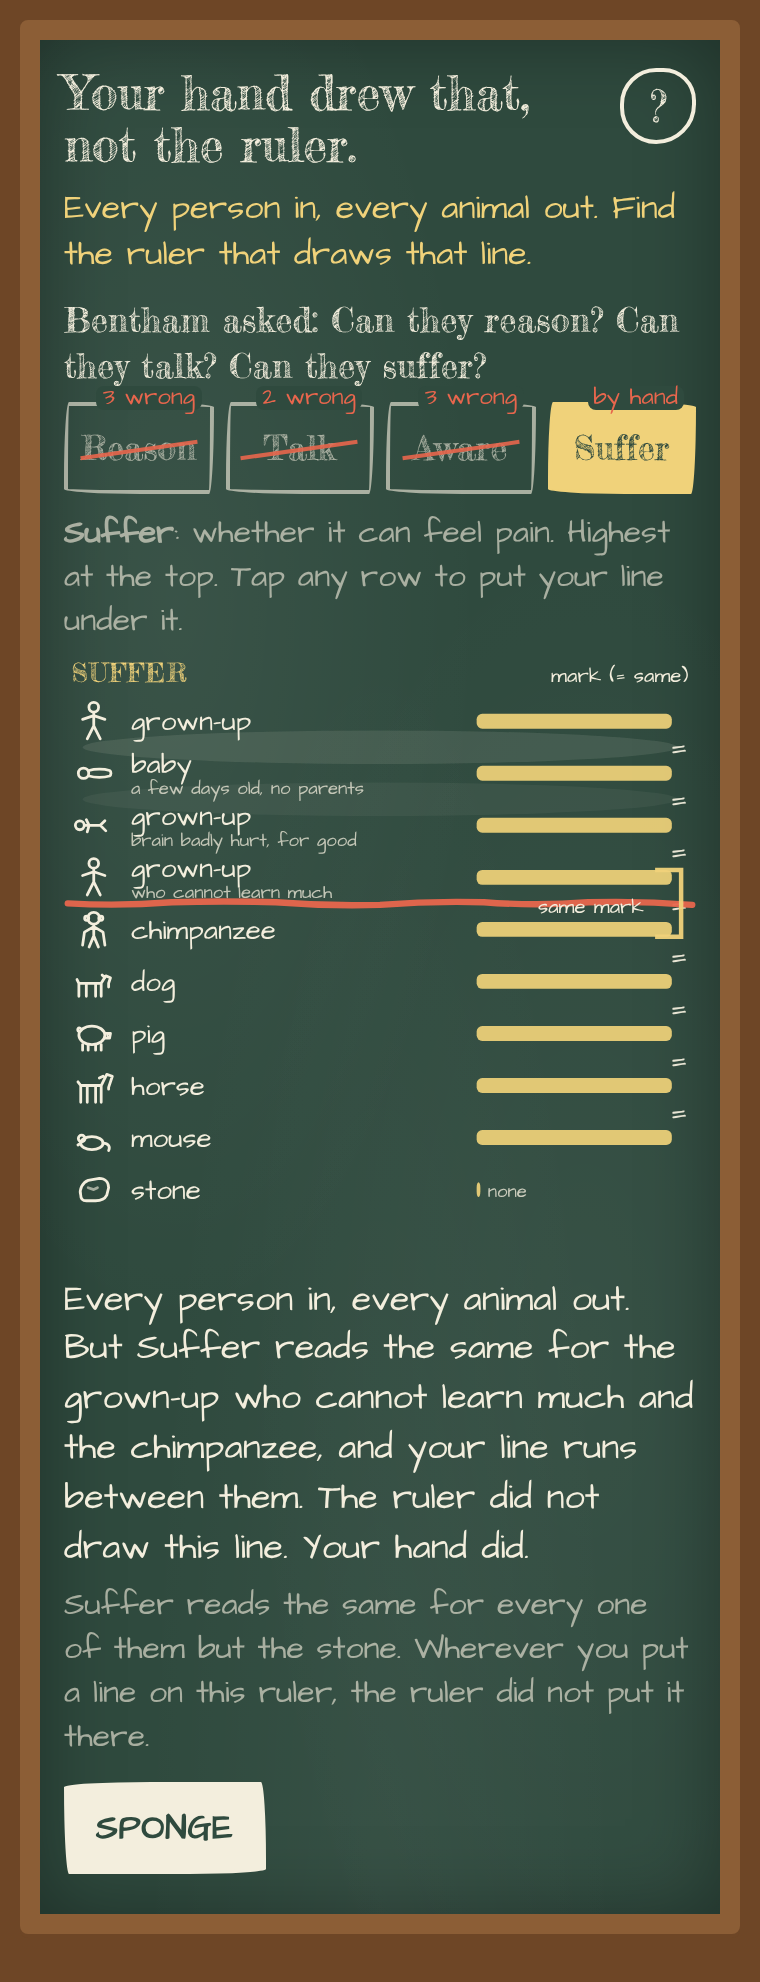 Your hand drew that,
not the ruler.
?
Every person in, every animal out. Find
the ruler that draws that line.
Bentham asked: Can they reason? Can
they talk? Can they suffer?
3 wrong
2 wrong
3 wrong
by hand
Reason
Talk
Aware
Suffer
Suffer: whether it can feel pain. Highest
at the top. Tap any row to put your line
under it.
SUFFER
mark (= same)
grown-up
=
baby
a few days old, no parents
=
grown-up
brain badly hurt, for good
=
grown-up
who cannot learn much
same mark
=
chimpanzee
=
dog
=
pig
=
horse
=
mouse
stone
none
Every person in, every animal out.
But Suffer reads the same for the
grown-up who cannot learn much and
the chimpanzee, and your line runs
between them. The ruler did not
draw this line. Your hand did.
Suffer reads the same for every one
of them but the stone. Wherever you put
a line on this ruler, the ruler did not put it
there.
SPONGE